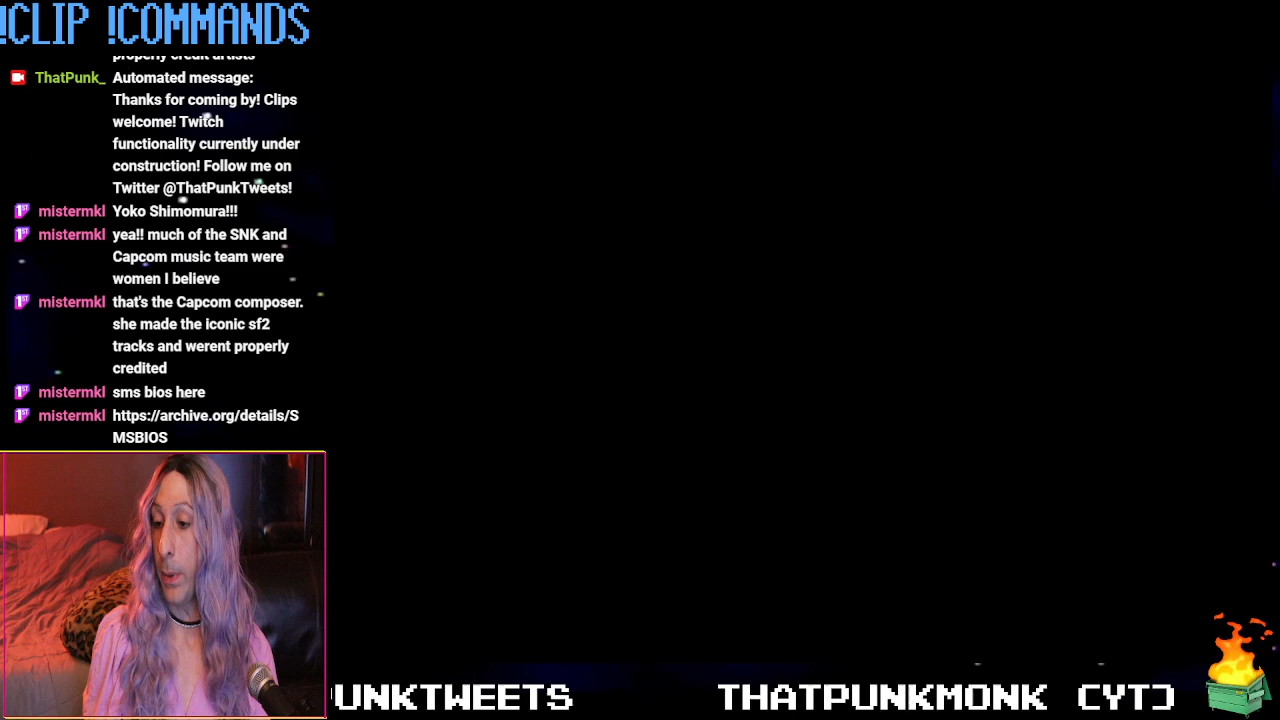 !CLIP !COMMANDS
properly credit artists
ThatPunk_ Automated message:
Thanks for coming by! Clips
welcome! Twitch
functionality currently under
construction! Follow me on
Twitter @ThatPunkTweets!
mistermkl Yoko Shimomura!!!
mistermkl yea!! much of the SNK and
Capcom music team were
women I believe
mistermkl that's the Capcom composer.
she made the iconic sf2
tracks and werent properly
credited
mistermkl sms bios here
mistermkl https://archive.org/details/S
MSBIOS
UNKTWEETS THATPUNKMONK (YT)